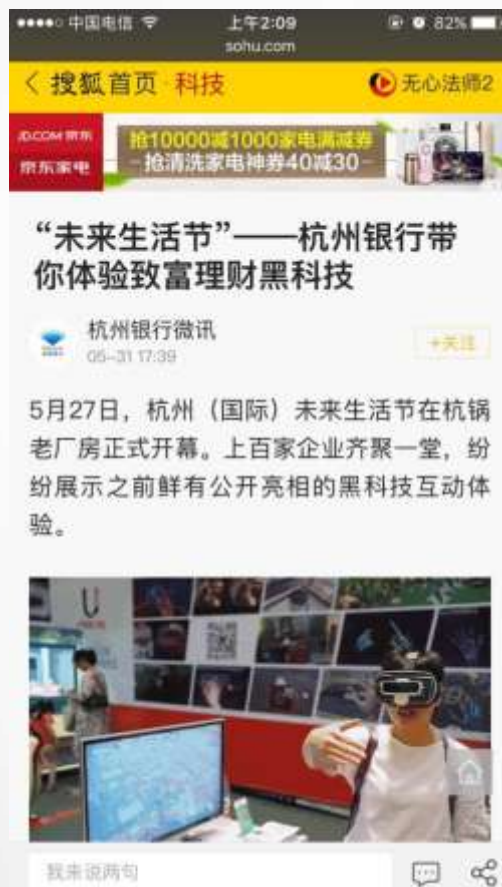 中国电信 上午2:09 82%
sohu.com
搜狐首页 科技 无心法师2
JD.COM 京东 抢10000减1000家电满减券
京东家电 抢清洗家电神券40减30
“未来生活节”——杭州银行带
你体验致富理财黑科技
杭州银行微讯
05-31 17:39 +关注
5月27日，杭州（国际）未来生活节在杭锅
老厂房正式开幕。上百家企业齐聚一堂，纷
纷展示之前鲜有公开亮相的黑科技互动体
验。
我来说两句